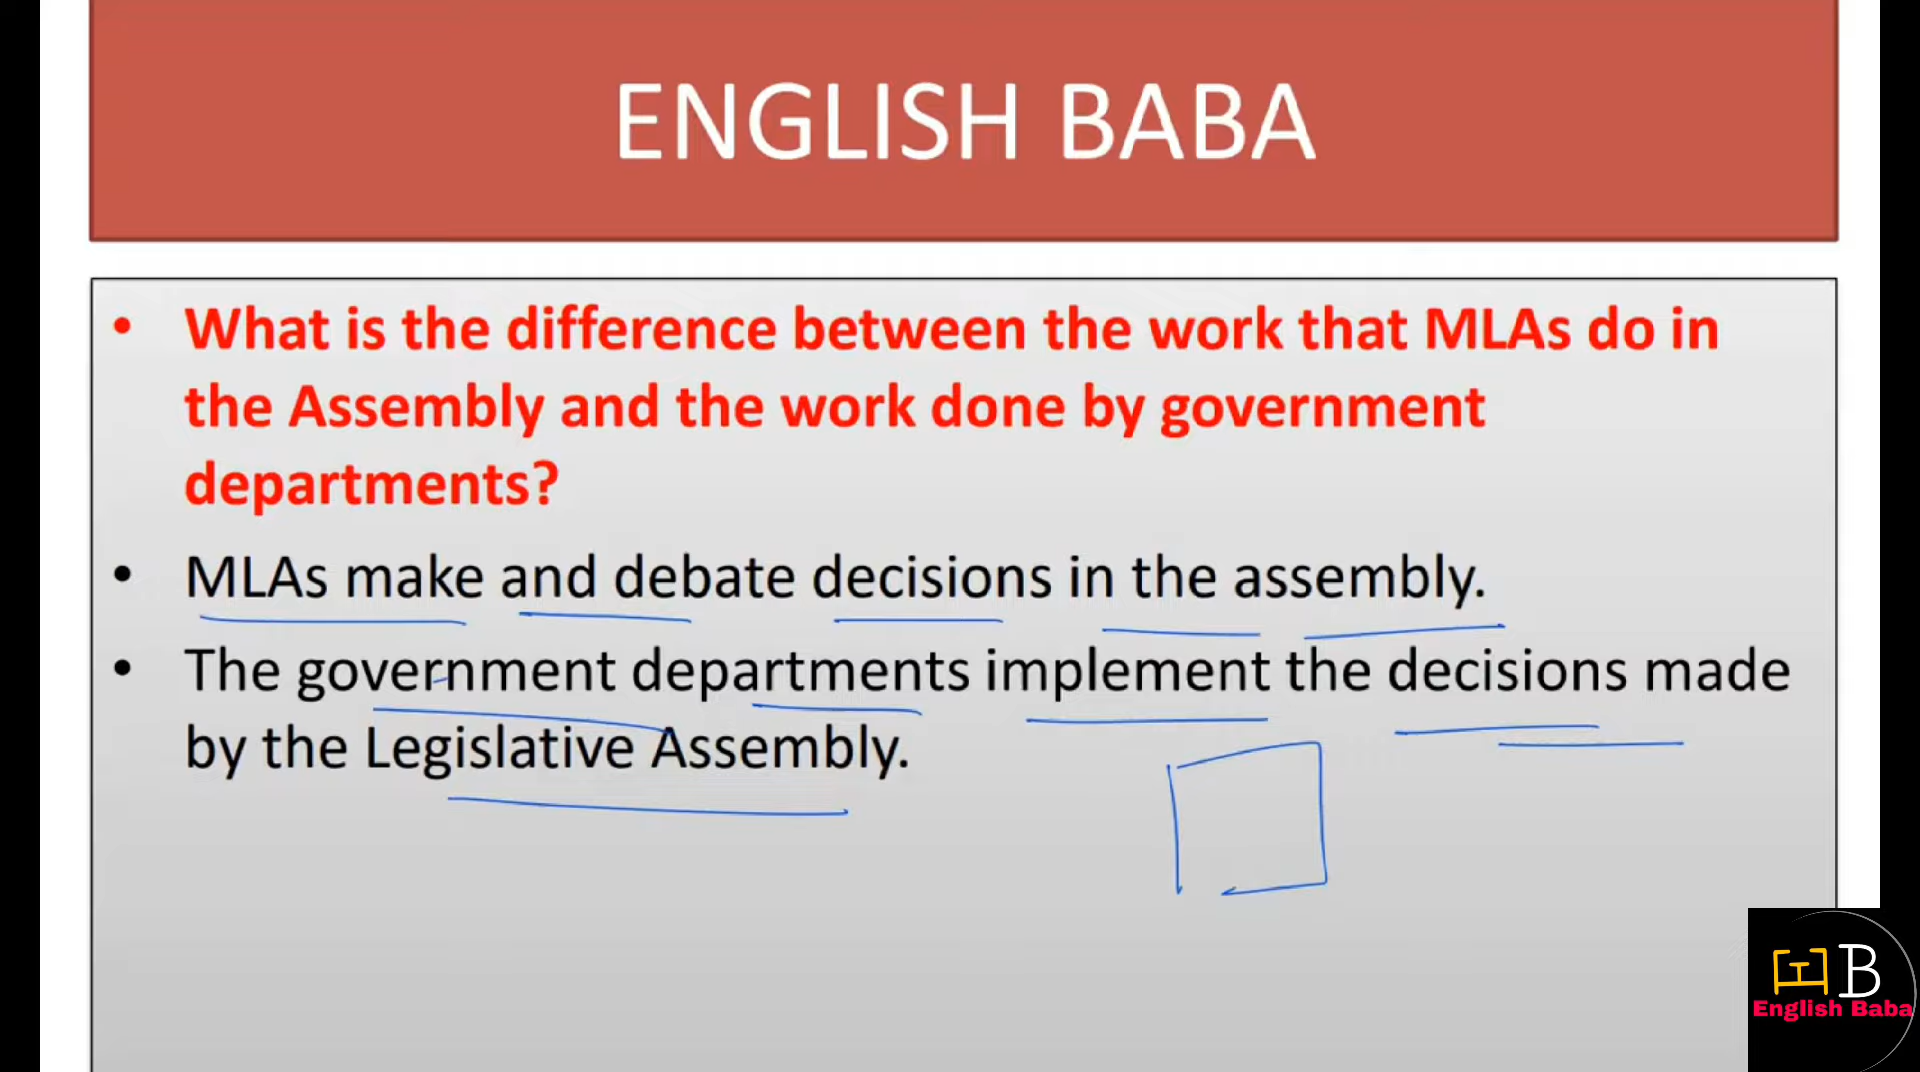 ENGLISH BABA
• What is the difference between the work that MLAs do in
the Assembly and the work done by government
departments?
• MLAs make and debate decisions in the assembly.
• The government departments implement the decisions made
by the Legislative Assembly.
B
English Baba